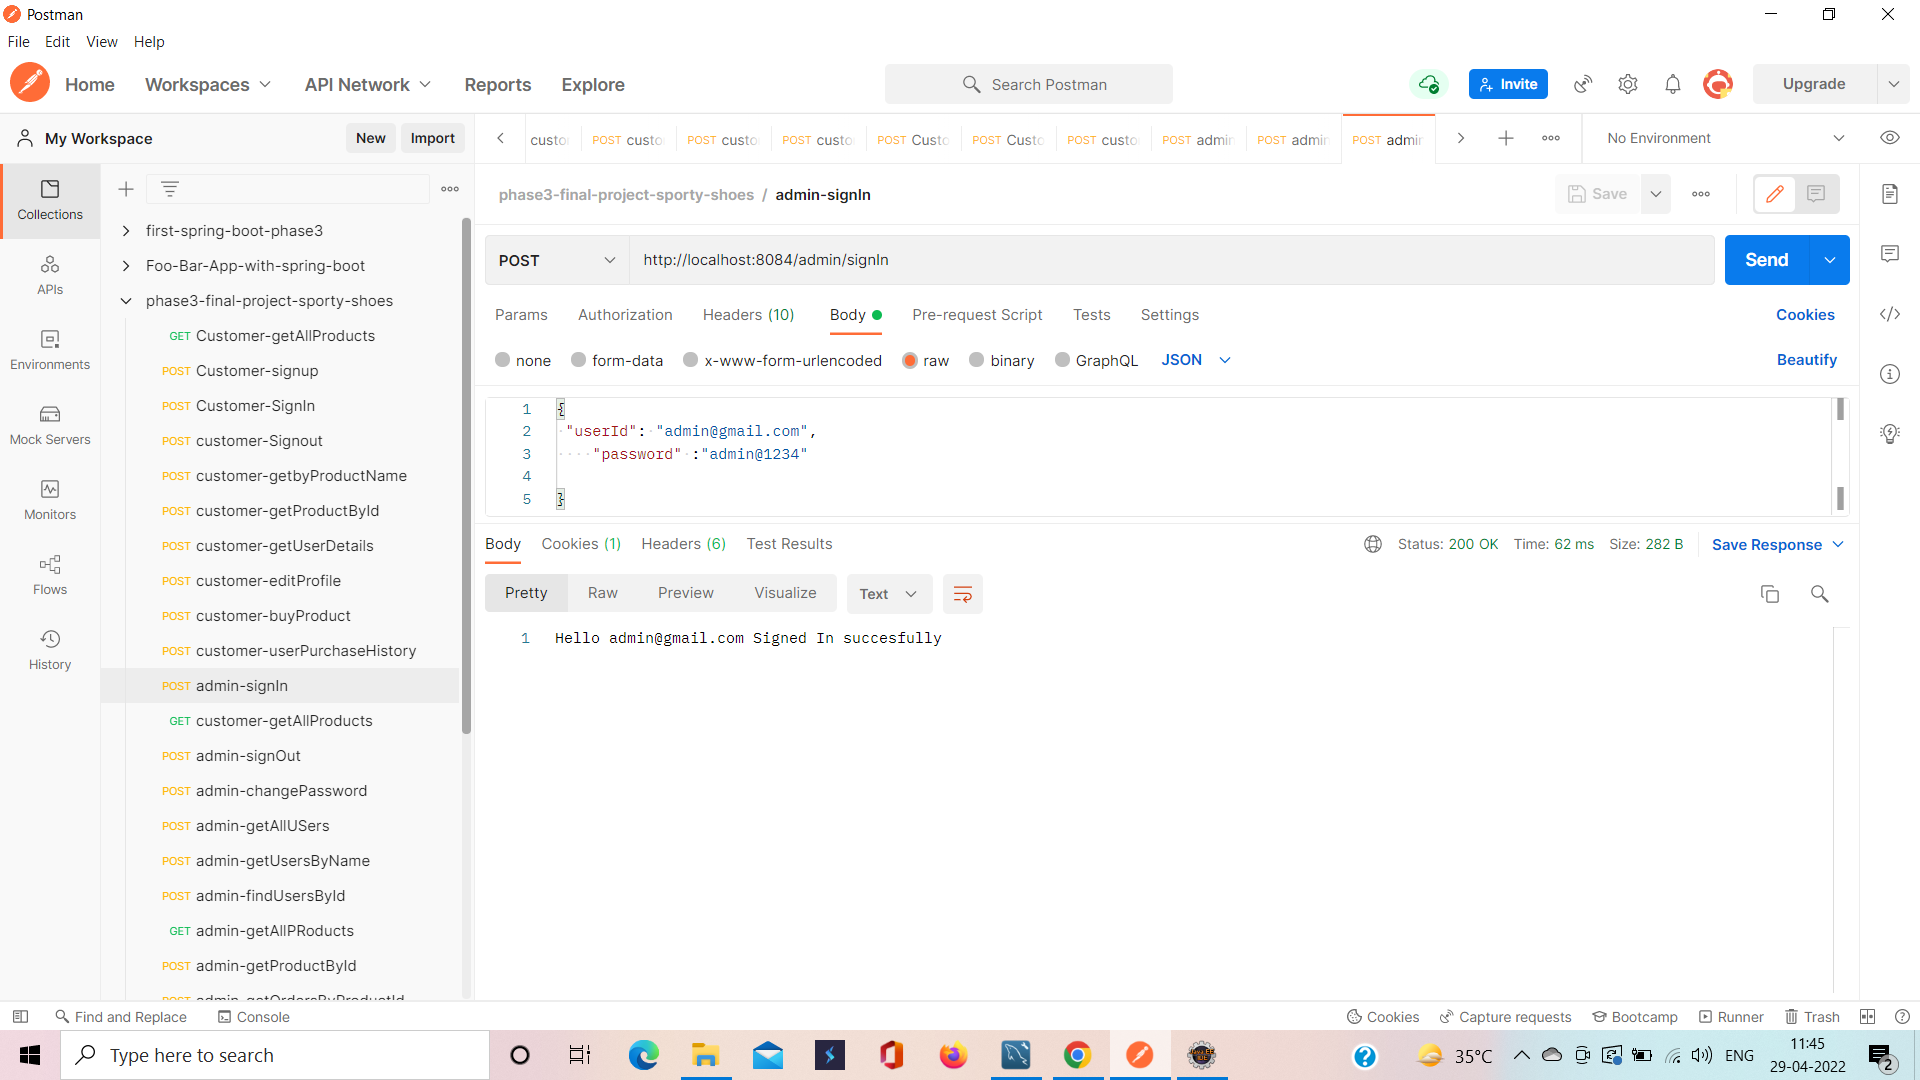 Postman
File Edit View Help
Home Workspaces API Network Reports Explore Search Postman Invite Upgrade
My Workspace New Import
custo POST custo POST custo POST custo POST Custo POST Custo POST custo POST admin POST admin POST admin No Environment
Collections
APIs
Environments
Mock Servers
Monitors
Flows
History
first-spring-boot-phase3
Foo-Bar-App-with-spring-boot
phase3-final-project-sporty-shoes
GET Customer-getAllProducts
POST Customer-signup
POST Customer-SignIn
POST customer-Signout
POST customer-getbyProductName
POST customer-getProductById
POST customer-getUserDetails
POST customer-editProfile
POST customer-buyProduct
POST customer-userPurchaseHistory
POST admin-signIn
GET customer-getAllProducts
POST admin-signOut
POST admin-changePassword
POST admin-getAllUSers
POST admin-getUsersByName
POST admin-findUsersById
GET admin-getAllPRoducts
POST admin-getProductById
POST admin-getOrdersByProductId
phase3-final-project-sporty-shoes / admin-signIn Save
POST http://localhost:8084/admin/signIn Send
Params Authorization Headers (10) Body Pre-request Script Tests Settings Cookies
none form-data x-www-form-urlencoded raw binary GraphQL JSON Beautify
1 {
2 "userId": "admin@gmail.com",
3 "password" :"admin@1234"
4
5 }
Body Cookies (1) Headers (6) Test Results Status: 200 OK Time: 62 ms Size: 282 B Save Response
Pretty Raw Preview Visualize Text
1 Hello admin@gmail.com Signed In succesfully
Find and Replace Console Cookies Capture requests Bootcamp Runner Trash
Type here to search 35°C ENG 11:45
29-04-2022
2